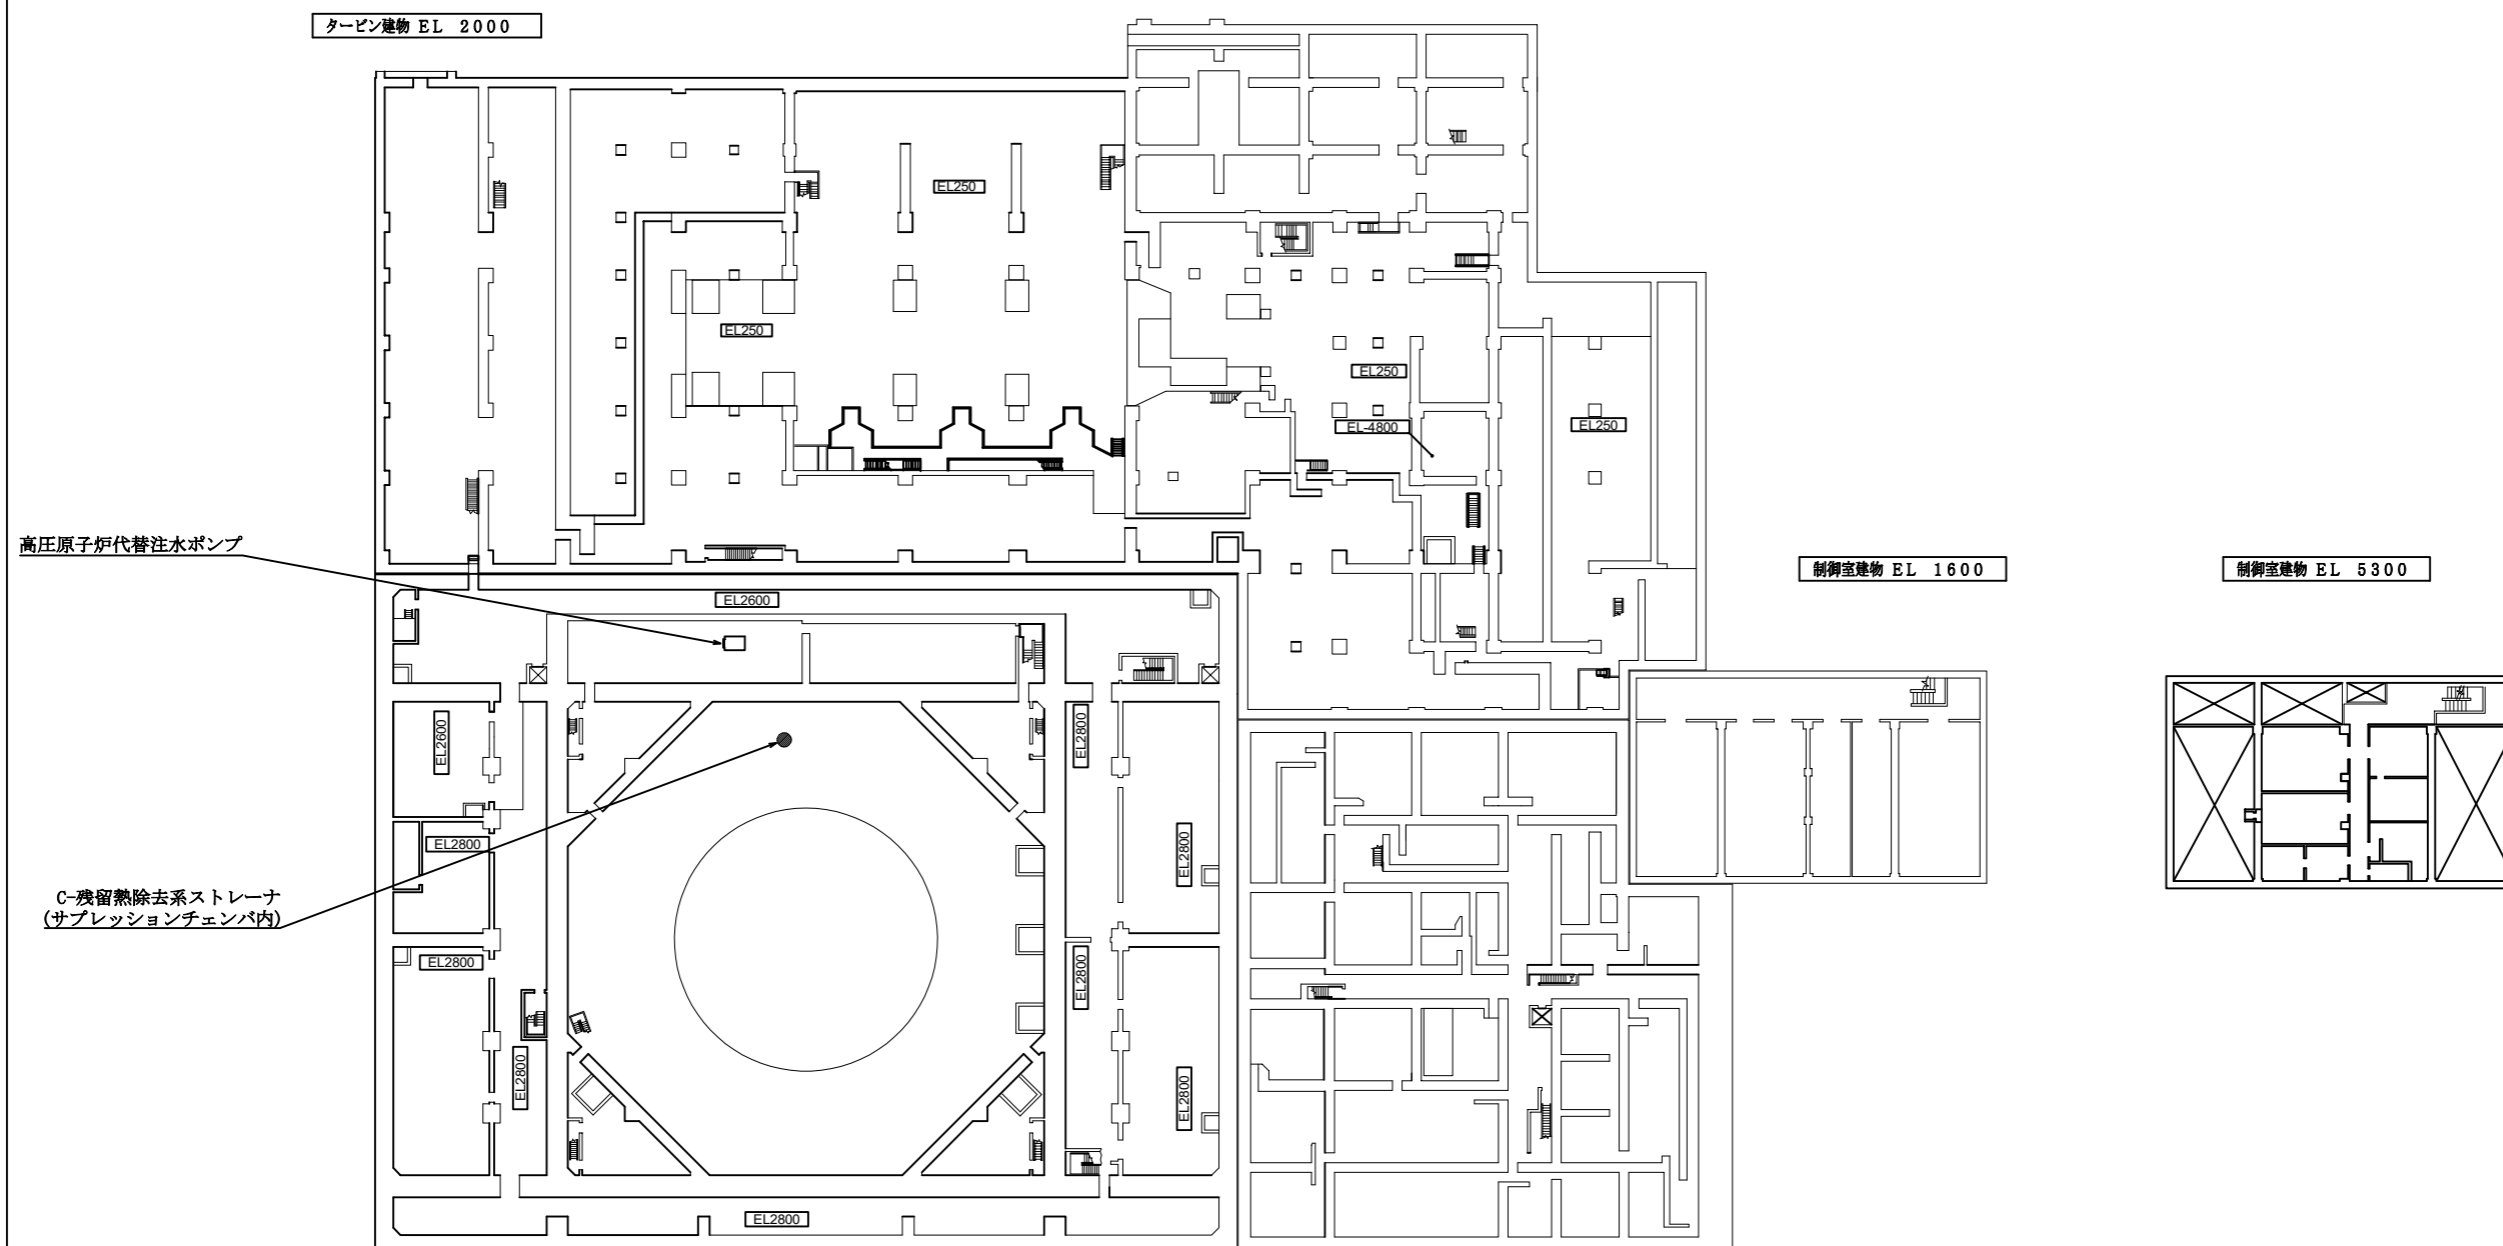 タービン建物 EL 2000
EL250
EL250
EL250
EL-4800
EL250
高圧原子炉代替注水ポンプ
制御室建物 EL 1600
制御室建物 EL 5300
EL2600
EL2600
EL2800
EL2800
EL2800
C-残留熱除去系ストレーナ
(サプレッションチェンバ内)
EL2800
EL2800
EL2800
EL2800
EL2800